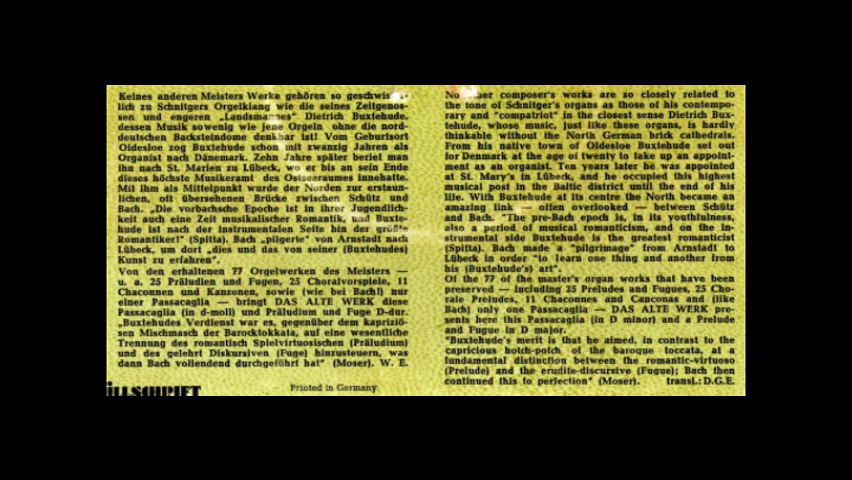 Keines anderen Meisters Werke gehören so geschwis
lich zu Schnitgers Orgelklang wie die seines Zeitgenos-
sen und engeren „Landsmannes“ Dietrich Buxtehude,
dessen Musik sowenig wie jene Orgeln ohne die nord-
deutschen Backsteindome denkbar ist! Vom Geburtsort
Oldesloe zog Buxtehude schon mit zwanzig Jahren als
Organist nach Dänemark. Zehn Jahre später berief man
ihn nach St. Marien zu Lübeck, wo er bis an sein Ende
dieses höchste Musikeramt des Ostseeraumes innehatte.
Mit ihm als Mittelpunkt wurde der Norden zur erstaun-
lichen, oft übersehenen Brücke zwischen Schütz und
Bach. „Die vorbachsche Epoche ist in ihrer Jugendlich-
keit auch eine Zeit musikalischer Romantik, und Buxte-
hude ist nach der instrumentalen Seite hin der größte
Romantiker!“ (Spitta). Bach „pilgerte“ von Arnstadt nach
Lübeck, um dort „dies und das von seiner (Buxtehudes)
Kunst zu erfahren“.
Von den erhaltenen 77 Orgelwerken des Meisters —
u. a. 25 Präludien und Fugen, 25 Choralvorspiele, 11
Chaconnen und Kanzonen, sowie (wie bei Bach!) nur
einer Passacaglia — bringt DAS ALTE WERK diese
Passacaglia (in d-moll) und Präludium und Fuge D-dur.
„Buxtehudes Verdienst war es, gegenüber dem kapriziö-
sen Mischmasch der Barocktokkata, auf eine wesentliche
Trennung des romantisch Spielvirtuosischen (Präludium)
und des gelehrt Diskursiven (Fuge) hinzusteuern, was
dann Bach vollendend durchgeführt hat“ (Moser). W. E.
Printed in Germany
No other composer's works are so closely related to
the tone of Schnitger's organs as those of his contempo-
rary and "compatriot" in the closest sense Dietrich Bux-
tehude, whose music, just like these organs, is hardly
thinkable without the North German brick cathedrals.
From his native town of Oldesloe Buxtehude set out
for Denmark at the age of twenty to take up an appoint-
ment as an organist. Ten years later he was appointed
at St. Mary's in Lübeck, and he occupied this highest
musical post in the Baltic district until the end of his
life. With Buxtehude at its centre the North became an
amazing link — often overlooked — between Schütz
and Bach. "The pre-Bach epoch is, in its youthfulness,
also a period of musical romanticism, and on the in-
strumental side Buxtehude is the greatest romanticist
(Spitta). Bach made a "pilgrimage" from Arnstadt to
Lübeck in order "to learn one thing and another from
his (Buxtehude's) art".
Of the 77 of the master's organ works that have been
preserved — including 25 Preludes and Fugues, 25 Cho-
rale Preludes, 11 Chaconnes and Canconas and (like
Bach) only one Passacaglia — DAS ALTE WERK pre-
sents here this Passacaglia (in D minor) and a Prelude
and Fugue in D major.
"Buxtehude's merit is that he aimed, in contrast to the
capricious hotch-potch of the baroque toccata, at a
fundamental distinction between the romantic-virtuoso
(Prelude) and the erudite-discursive (Fugue); Bach then
continued this to perfection" (Moser). transl.: D.G.E.